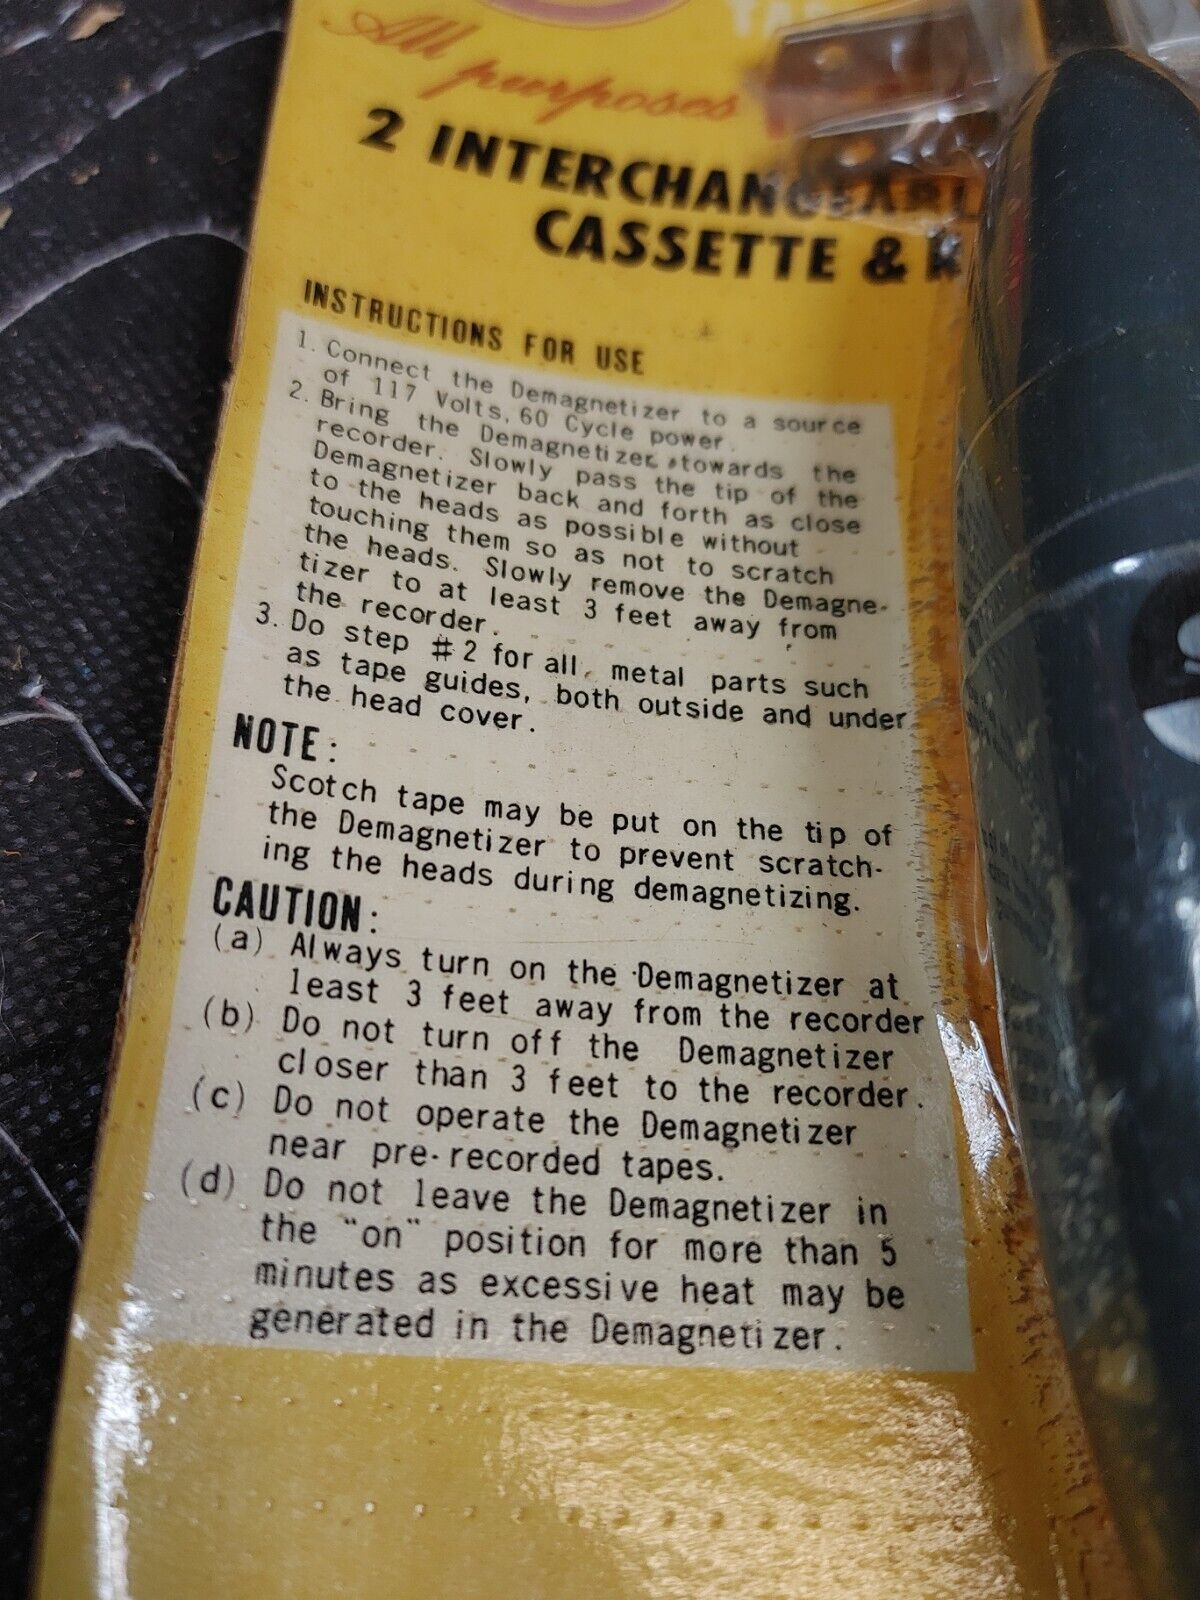 All purposes
2 INTERCHANGEABL
CASSETTE &
INSTRUCTIONS FOR USE
1. Connect the Demagnetizer to a source
of 117 Volts, 60 Cycle power.
2. Bring the Demagnetizer towards the
recorder. Slowly pass the tip of the
Demagnetizer back and forth as close
to the heads as possible without
touching them so as not to scratch
the heads. Slowly remove the Demagne-
tizer to at least 3 feet away from
the recorder.
3. Do step #2 for all metal parts such
as tape guides, both outside and under
the head cover.
NOTE:
Scotch tape may be put on the tip of
the Demagnetizer to prevent scratch-
ing the heads during demagnetizing.
CAUTION:
(a) Always turn on the Demagnetizer at
least 3 feet away from the recorder
(b) Do not turn off the Demagnetizer
closer than 3 feet to the recorder.
(c) Do not operate the Demagnetizer
near pre-recorded tapes.
(d) Do not leave the Demagnetizer in
the "on" position for more than 5
minutes as excessive heat may be
generated in the Demagnetizer.